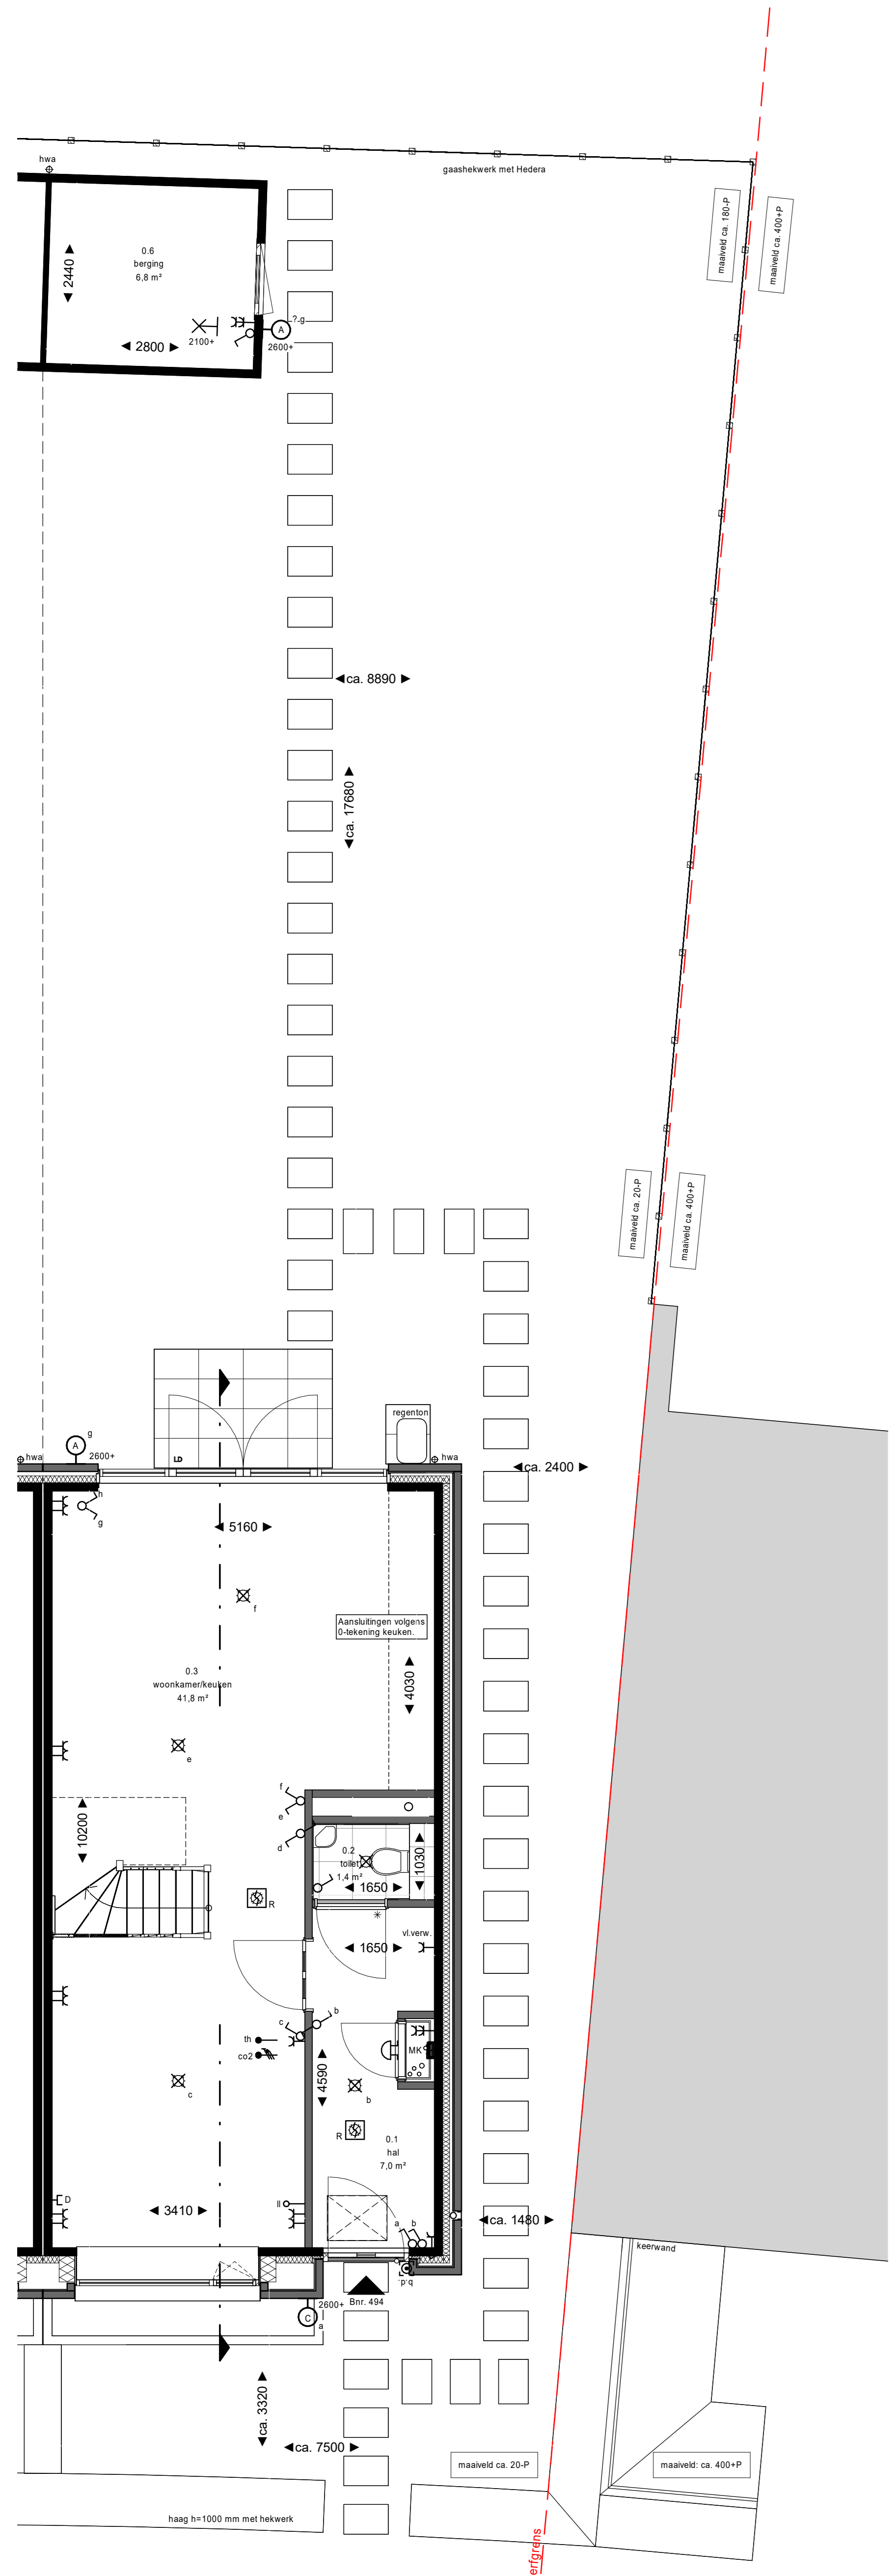 hwa
gaashekwerk met Hedera
maaiveld ca. 180-P
maaiveld ca. 400+P
0.6
berging
6,8 m²
2440
2800
2100+
A
?-g
2600+
ca. 8890
ca. 17680
maaiveld ca. 20-P
maaiveld ca. 400+P
regenton
g
A
2600+
hwa
hwa
LD
ca. 2400
h
g
5160
f
Aansluitingen volgens
0-tekening keuken.
0.3
woonkamer/keuken
41,8 m²
4030
e
f
e
d
10200
0.2
toilet
1,4 m²
1030
1650
R
vl.verw.
1650
b
c
th
co2
MK
4590
c
b
R
0.1
hal
7,0 m²
D
3410
II
a
b
ca. 1480
keerwand
p.q
2600+
Bnr. 494
C
a
ca. 3320
ca. 7500
maaiveld ca. 20-P
maaiveld: ca. 400+P
haag h=1000 mm met hekwerk
erfgrens